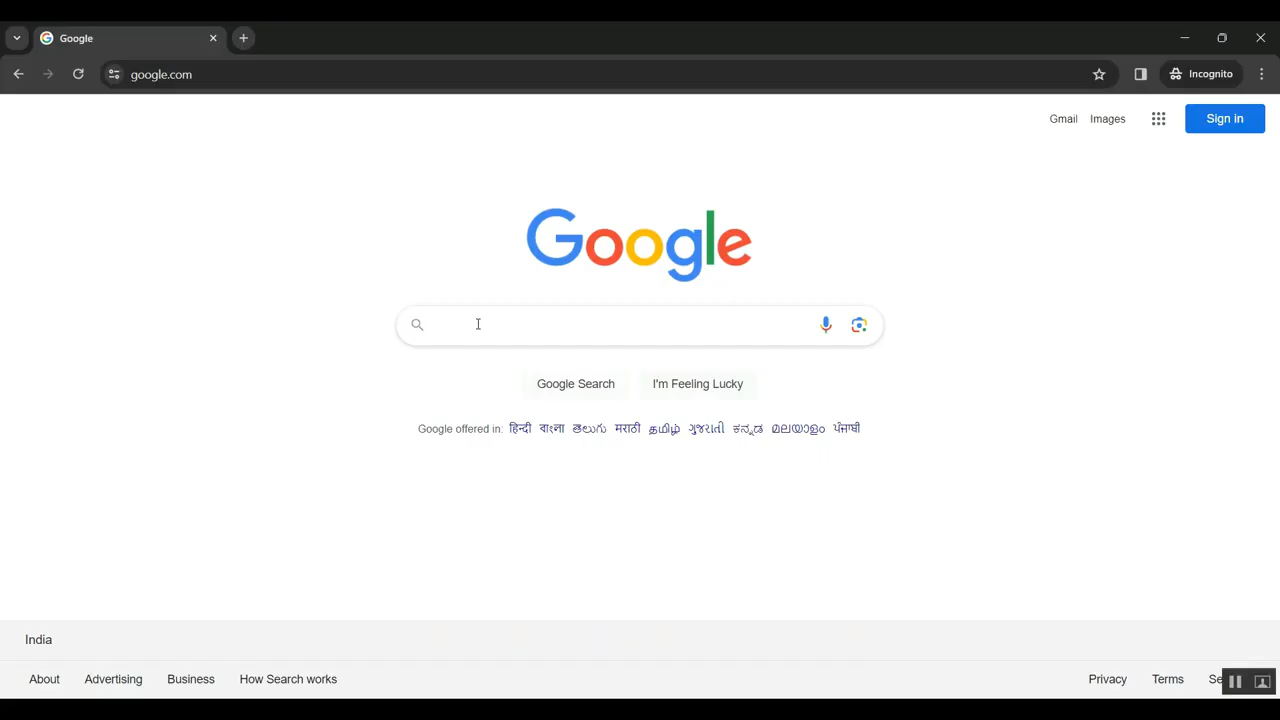 Google
google.com
Incognito
Gmail Images Sign in
Google
Google Search I'm Feeling Lucky
Google offered in: हिन्दी বাংলা తెలుగు मराठी தமிழ் ગુજરાતી ಕನ್ನಡ മലയാളം ਪੰਜਾਬੀ
India
About Advertising Business How Search works Privacy Terms Se